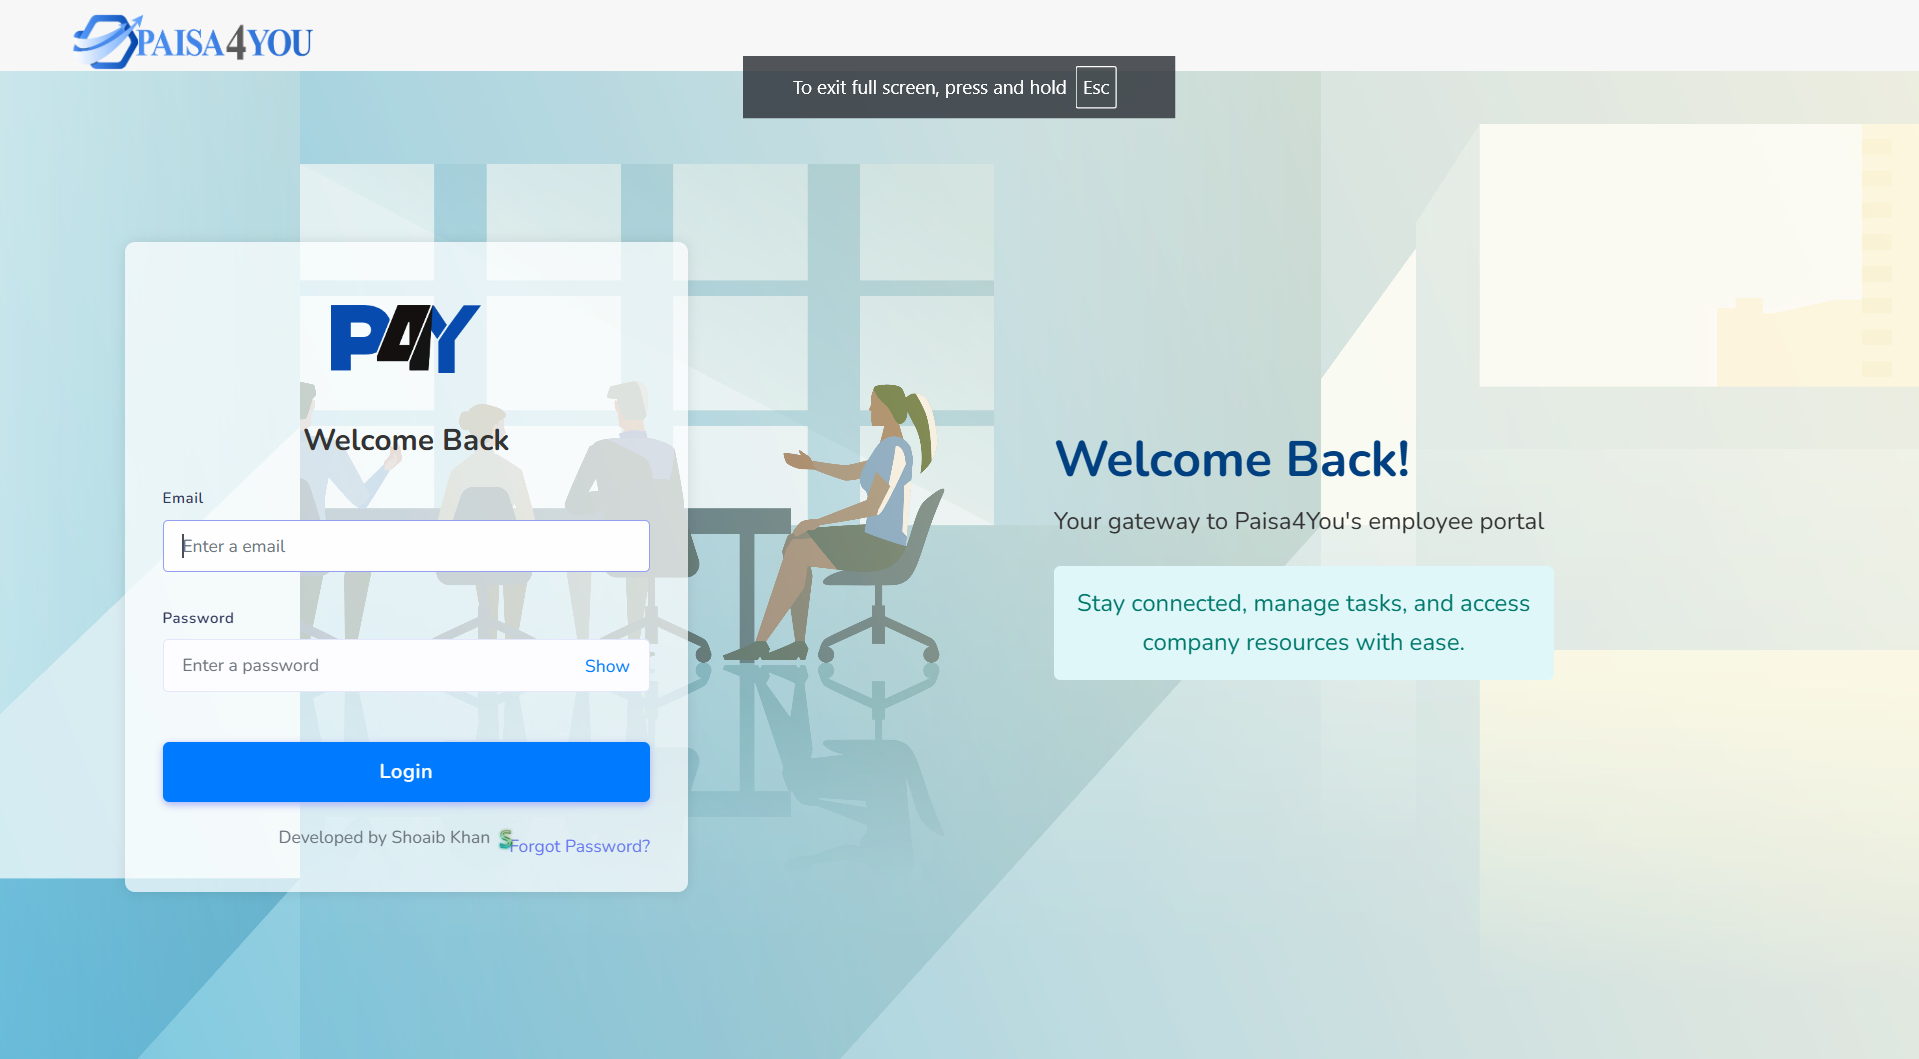 PAISA4YOU
To exit full screen, press and hold Esc
P4Y
Welcome Back
Email
Enter a email
Password
Enter a password
Show
Login
Developed by Shoaib Khan
Forgot Password?
Welcome Back!
Your gateway to Paisa4You's employee portal
Stay connected, manage tasks, and access
company resources with ease.